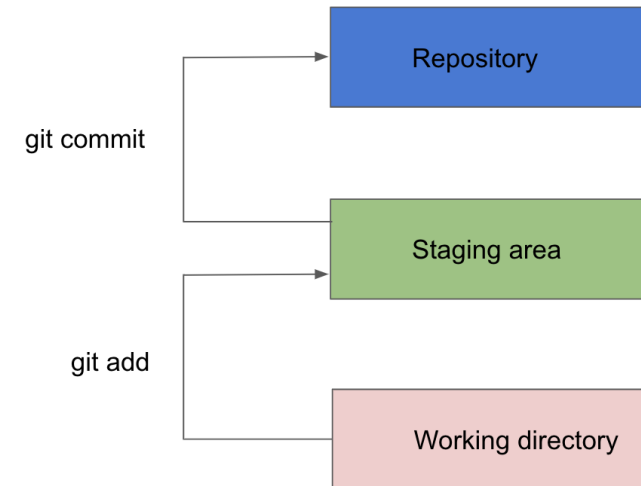 Repository
git commit
Staging area
git add
Working directory